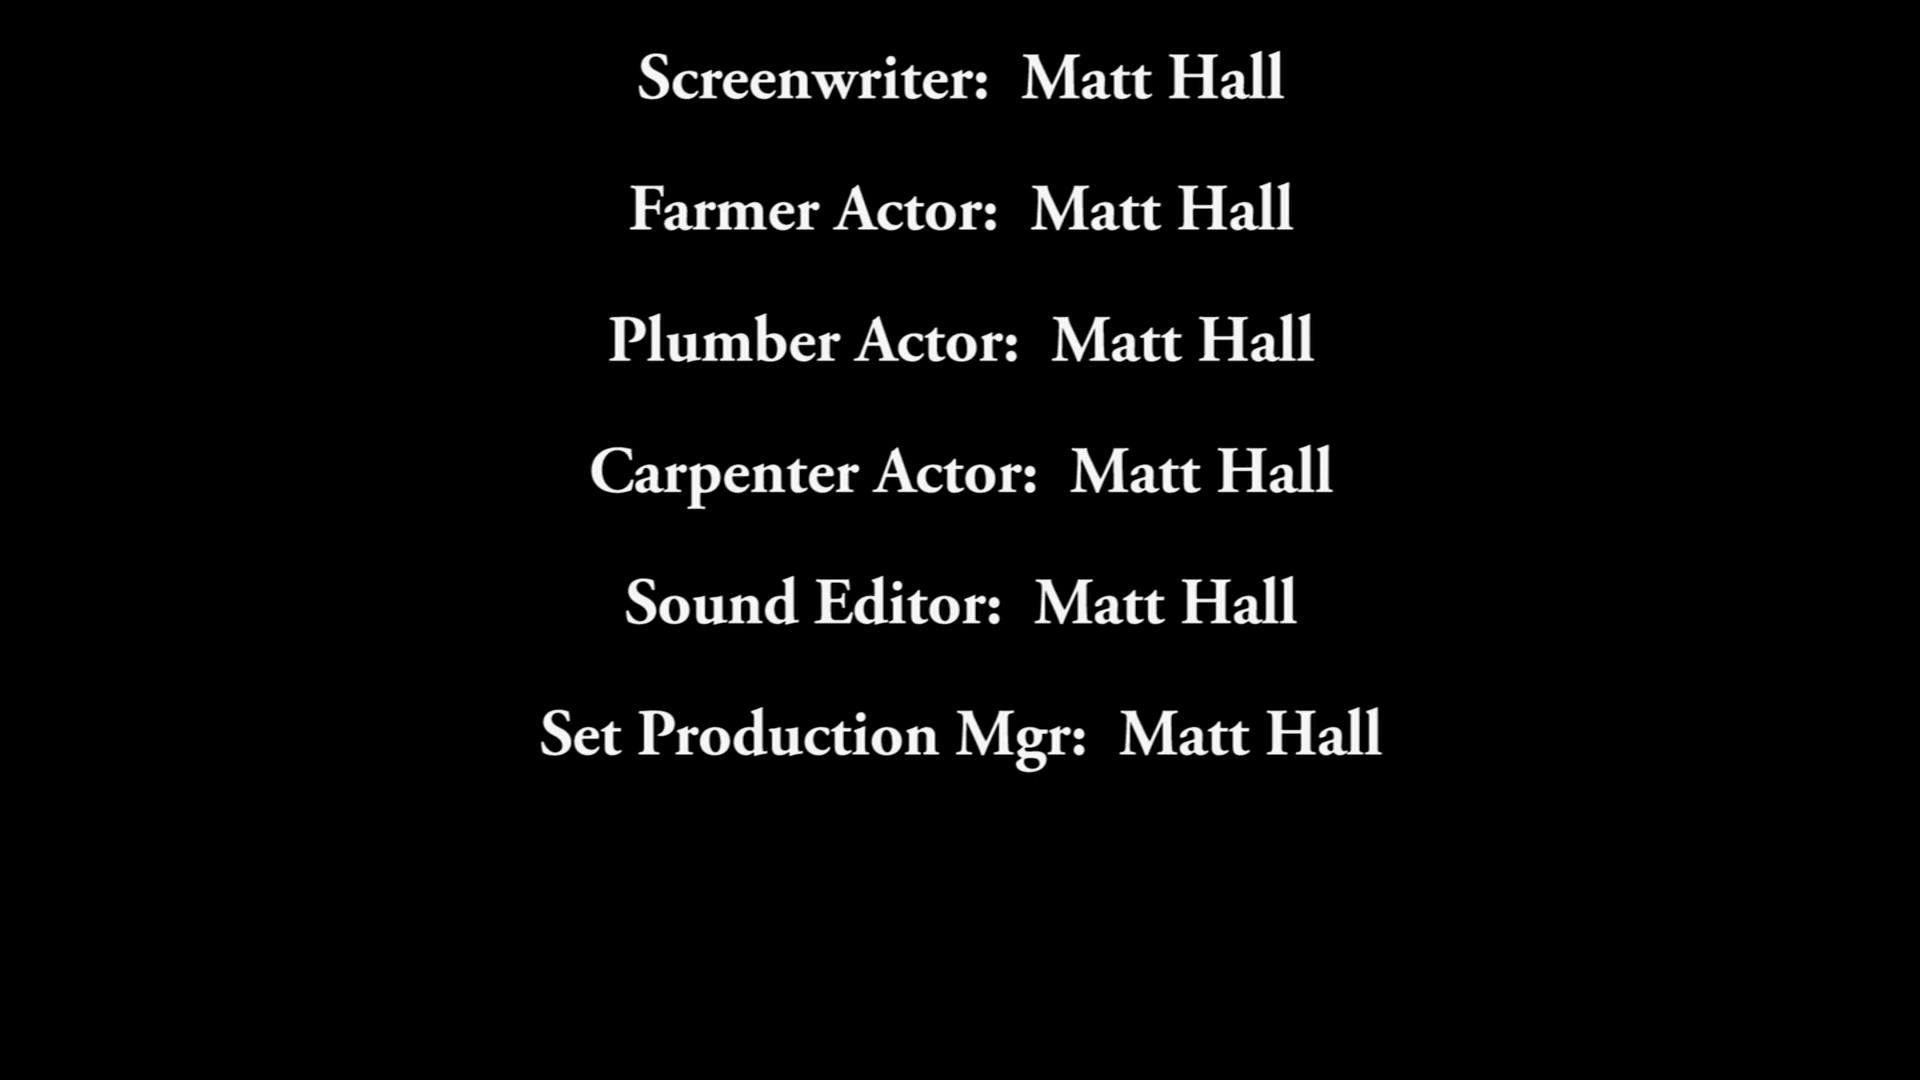 Screenwriter:  Matt Hall
Farmer Actor:  Matt Hall
Plumber Actor:  Matt Hall
Carpenter Actor:  Matt Hall
Sound Editor:  Matt Hall
Set Production Mgr:  Matt Hall